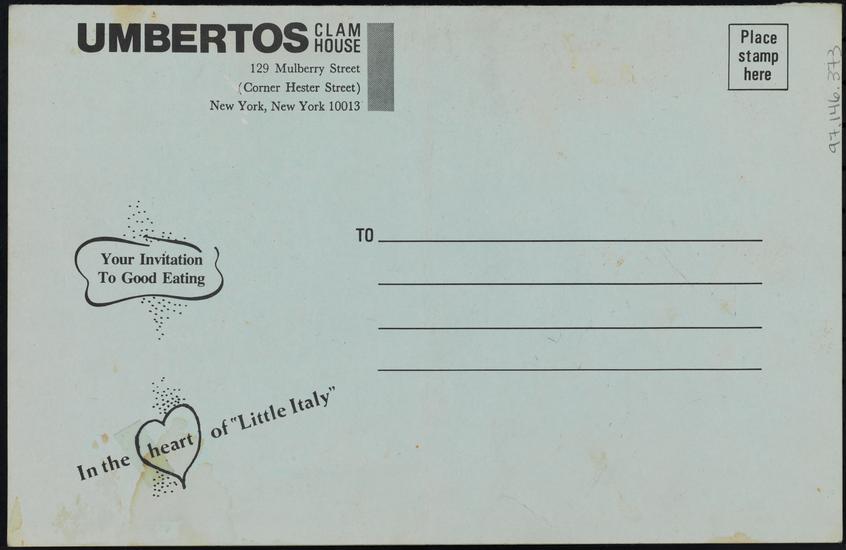 UMBERTOS CLAM HOUSE
129 Mulberry Street
(Corner Hester Street)
New York, New York 10013
Place
stamp
here
97.146.373
TO
Your Invitation
To Good Eating
In the heart of "Little Italy"